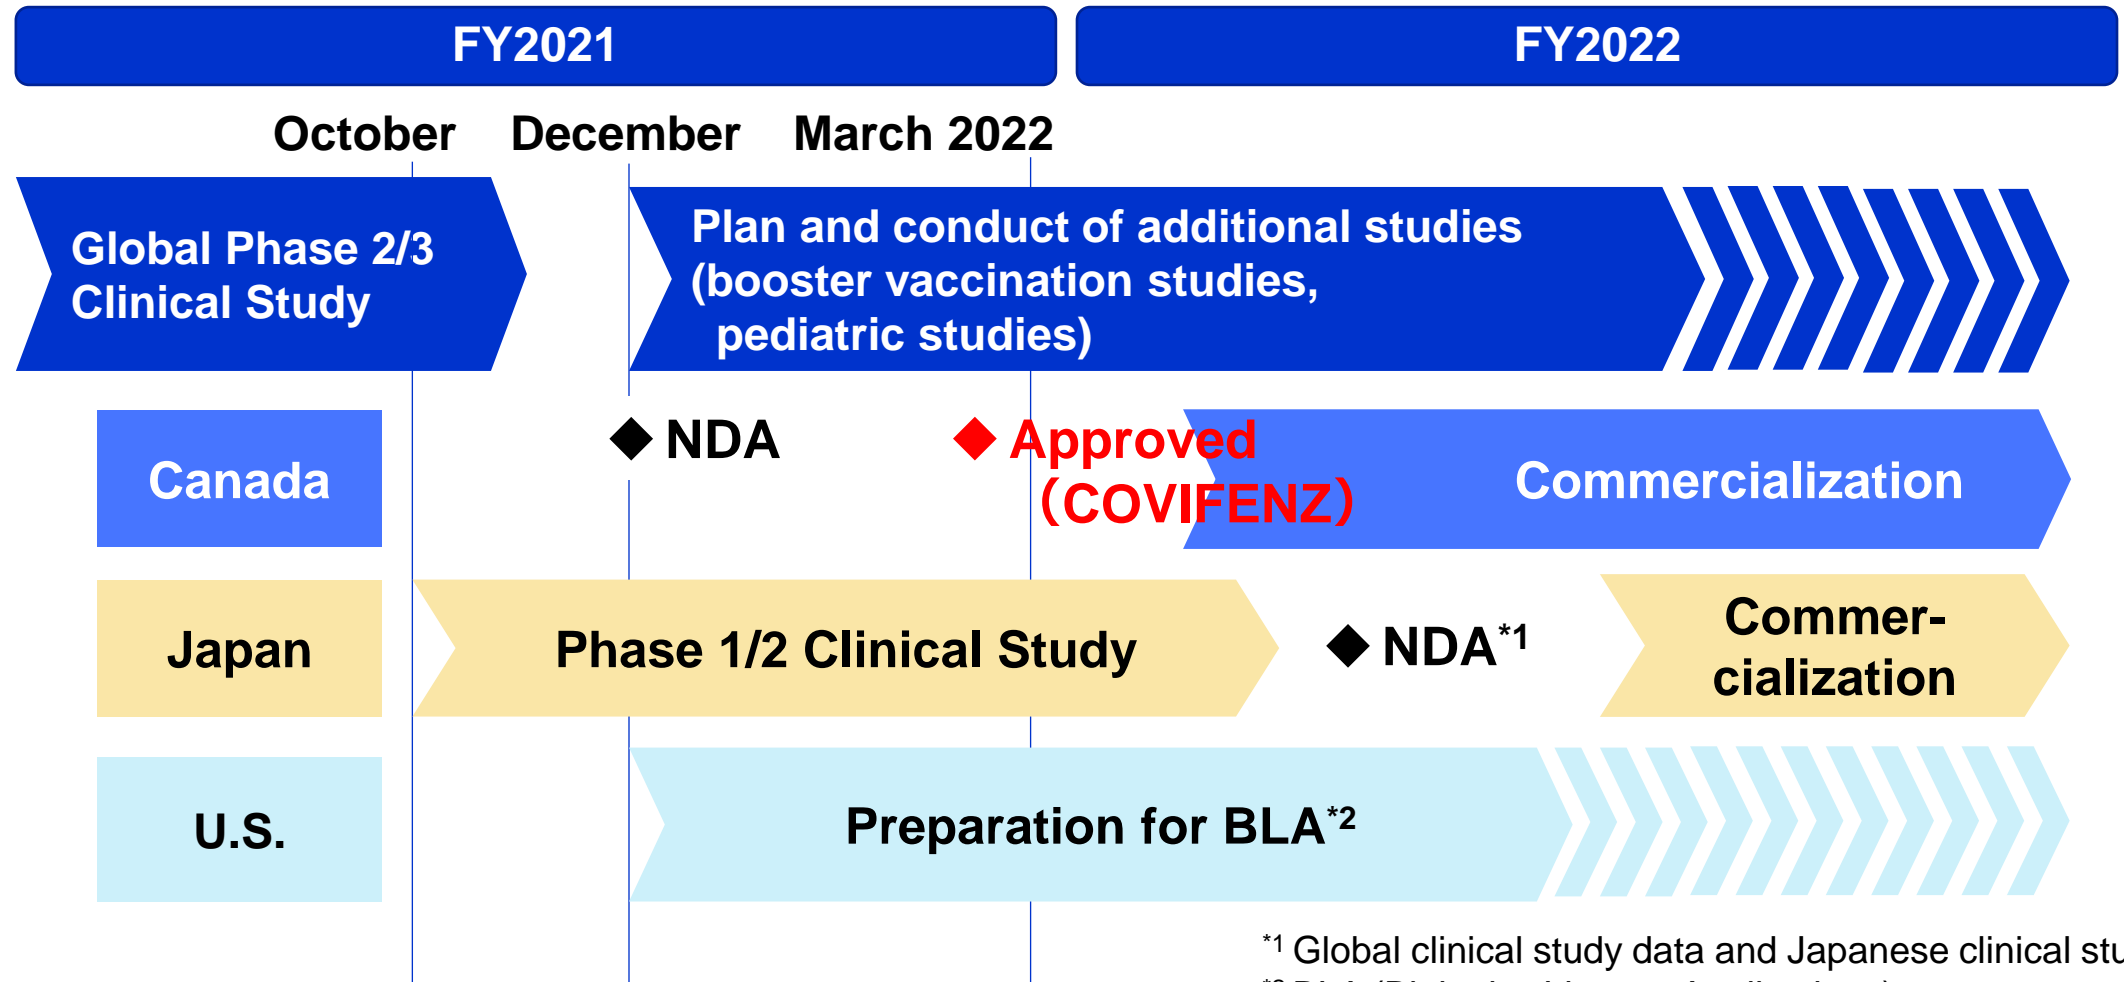 FY2021
FY2022
October
December
March 2022
Global Phase 2/3
Clinical Study
Plan and conduct of additional studies
(booster vaccination studies,
pediatric studies)
Canada
◆ NDA
◆ Approved
（COVIFENZ）
Commercialization
Japan
Phase 1/2 Clinical Study
◆ NDA*1
Commer-
cialization
U.S.
Preparation for BLA*2
*1 Global clinical study data and Japanese clinical